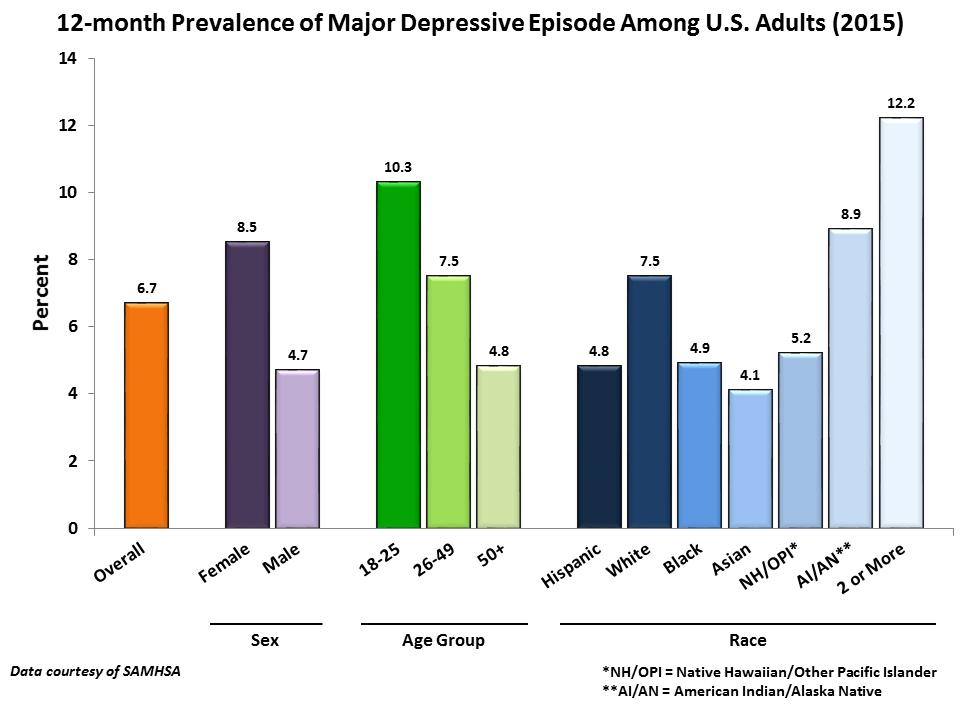 12-month Prevalence of Major Depressive Episode Among U.S. Adults (2015)
Percent
14
12
10
8
6
4
2
0
6.7
8.5
4.7
10.3
7.5
4.8
4.8
7.5
4.9
4.1
5.2
8.9
12.2
Overall
Female
Male
18-25
26-49
50+
Hispanic
White
Black
Asian
NH/OPI*
AI/AN**
2 or More
Sex
Age Group
Race
Data courtesy of SAMHSA
*NH/OPI = Native Hawaiian/Other Pacific Islander
**AI/AN = American Indian/Alaska Native